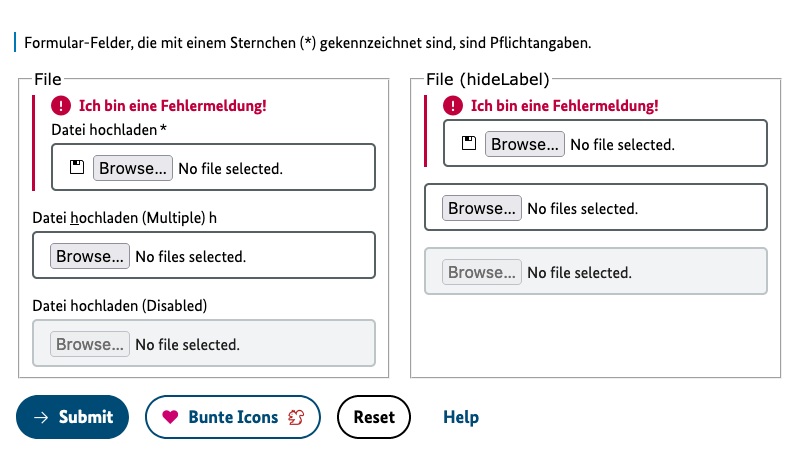 Formular-Felder, die mit einem Sternchen (*) gekennzeichnet sind, sind Pflichtangaben.
File
Ich bin eine Fehlermeldung!
Datei hochladen *
Browse... No file selected.
Datei hochladen (Multiple) h
Browse... No files selected.
Datei hochladen (Disabled)
Browse... No file selected.
File (hideLabel)
Ich bin eine Fehlermeldung!
Browse... No file selected.
Browse... No files selected.
Browse... No file selected.
Submit Bunte Icons Reset Help